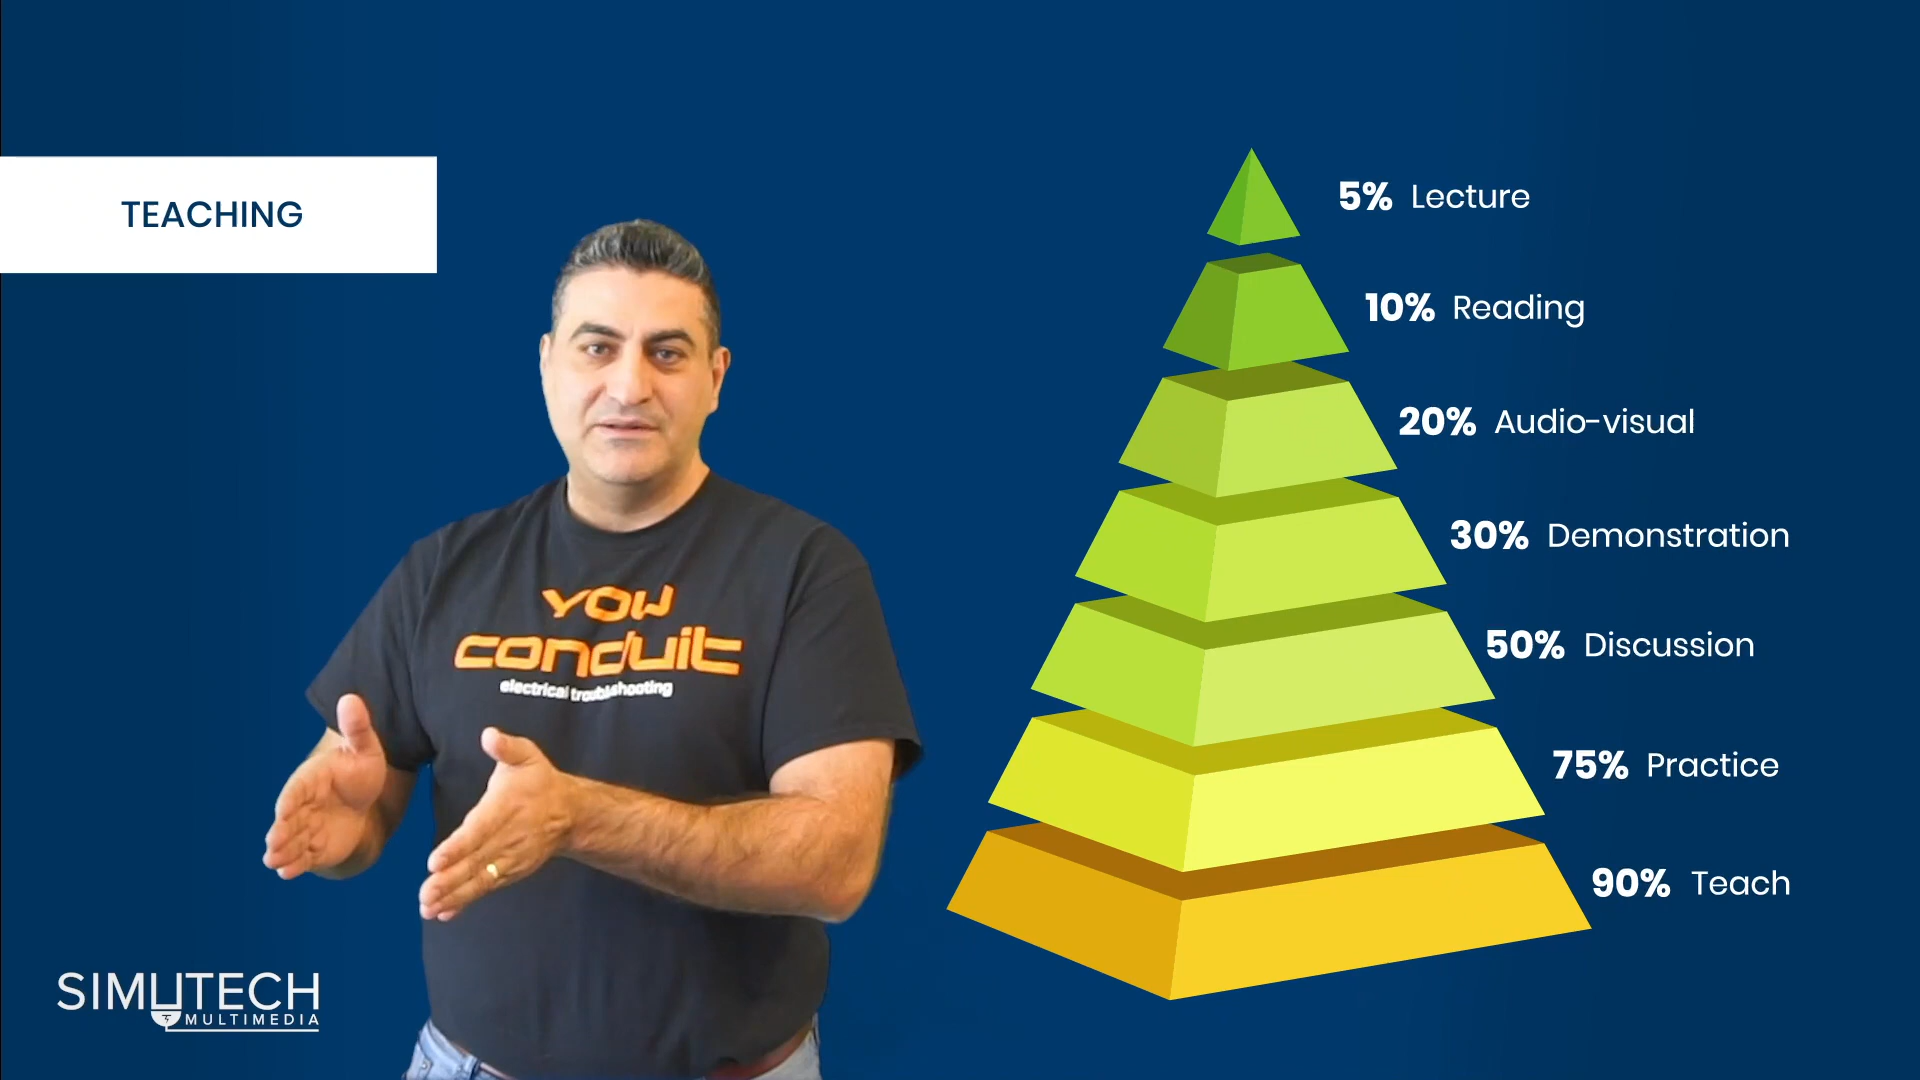 TEACHING
5% Lecture
10% Reading
20% Audio-visual
30% Demonstration
50% Discussion
75% Practice
90% Teach
YOW
conduit
electrical troubleshooting
SIMUTECH
MULTIMEDIA